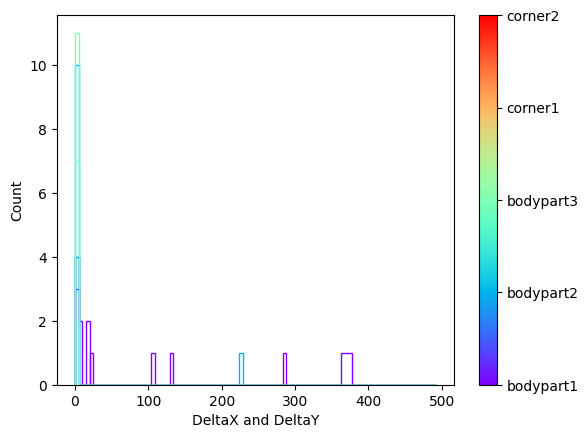 10
8
6
4
2
0
Count
0
100
200
300
400
500
DeltaX and DeltaY
corner2
corner1
bodypart3
bodypart2
bodypart1